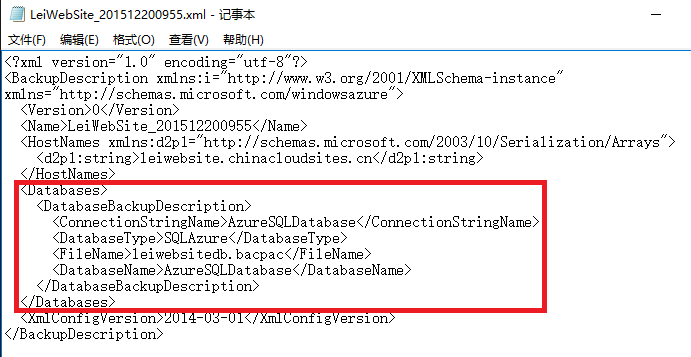 LeiWebSite_201512200955.xml - 记事本
文件(F) 编辑(E) 格式(O) 查看(V) 帮助(H)
<?xml version="1.0" encoding="utf-8"?>
<BackupDescription xmlns:i="http://www.w3.org/2001/XMLSchema-instance"
xmlns="http://schemas.microsoft.com/windowsazure">
<Version>0</Version>
<Name>LeiWebSite_201512200955</Name>
<HostNames xmlns:d2p1="http://schemas.microsoft.com/2003/10/Serialization/Arrays">
<d2p1:string>leiwebsite.chinacloudsites.cn</d2p1:string>
</HostNames>
<Databases>
<DatabaseBackupDescription>
<ConnectionStringName>AzureSQLDatabase</ConnectionStringName>
<DatabaseType>SQLAzure</DatabaseType>
<FileName>leiwebsitedb.bacpac</FileName>
<DatabaseName>AzureSQLDatabase</DatabaseName>
</DatabaseBackupDescription>
</Databases>
<XmlConfigVersion>2014-03-01</XmlConfigVersion>
</BackupDescription>